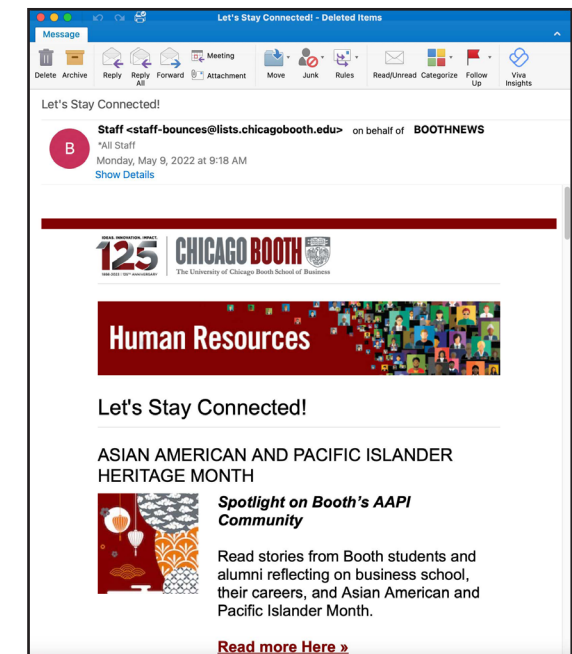 Let's Stay Connected! - Deleted Items
Message
Delete Archive Reply Reply All Forward Meeting Attachment Move Junk Rules Read/Unread Categorize Follow Up Viva Insights
Let's Stay Connected!
B
Staff <staff-bounces@lists.chicagobooth.edu> on behalf of BOOTHNEWS
*All Staff
Monday, May 9, 2022 at 9:18 AM
Show Details
IDEAS. INNOVATION. IMPACT.
125
CHICAGO BOOTH
The University of Chicago Booth School of Business
Human Resources
Let's Stay Connected!
ASIAN AMERICAN AND PACIFIC ISLANDER
HERITAGE MONTH
Spotlight on Booth's AAPI
Community
Read stories from Booth students and
alumni reflecting on business school,
their careers, and Asian American and
Pacific Islander Month.
Read more Here »